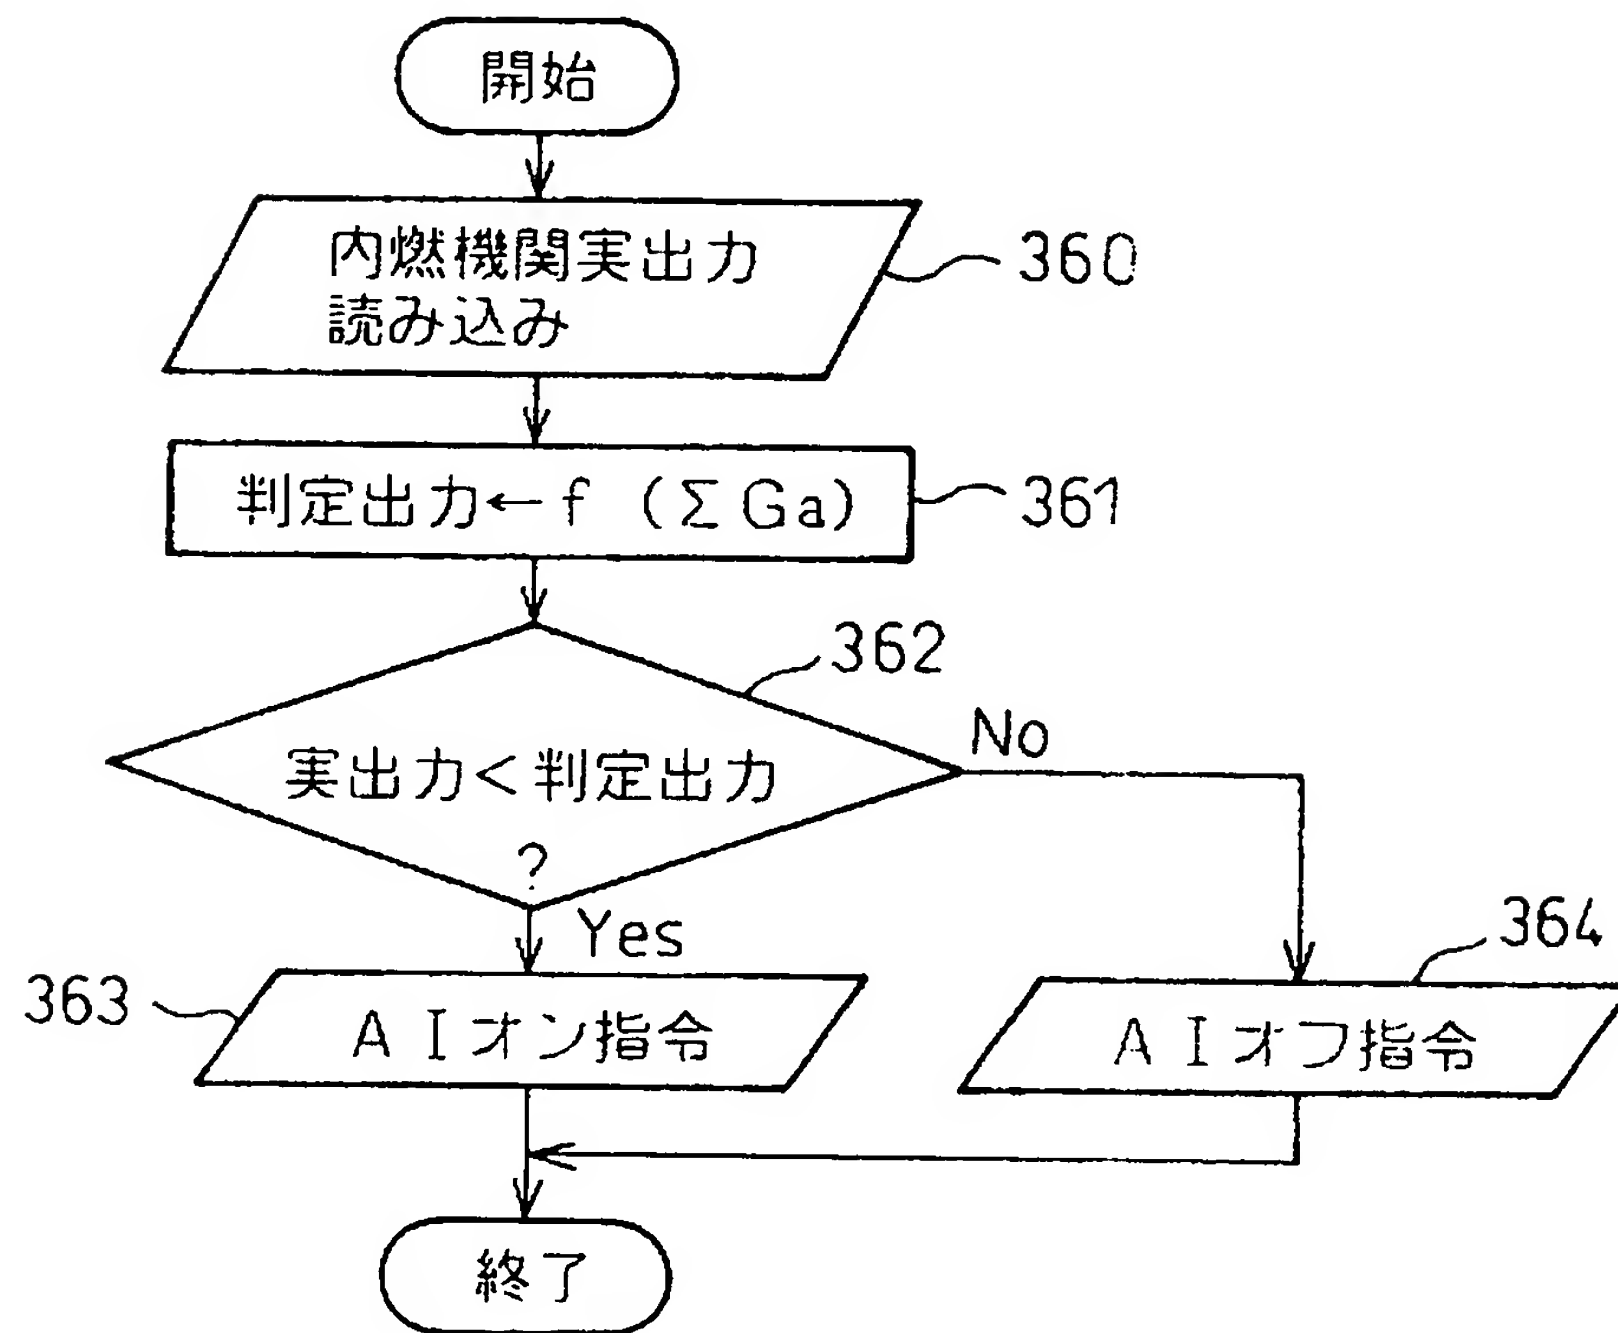 開始
内燃機関実出力
読み込み
360
判定出力←f (ΣGa)
361
362
実出力<判定出力
?
No
Yes
363
AIオン指令
364
AIオフ指令
終了